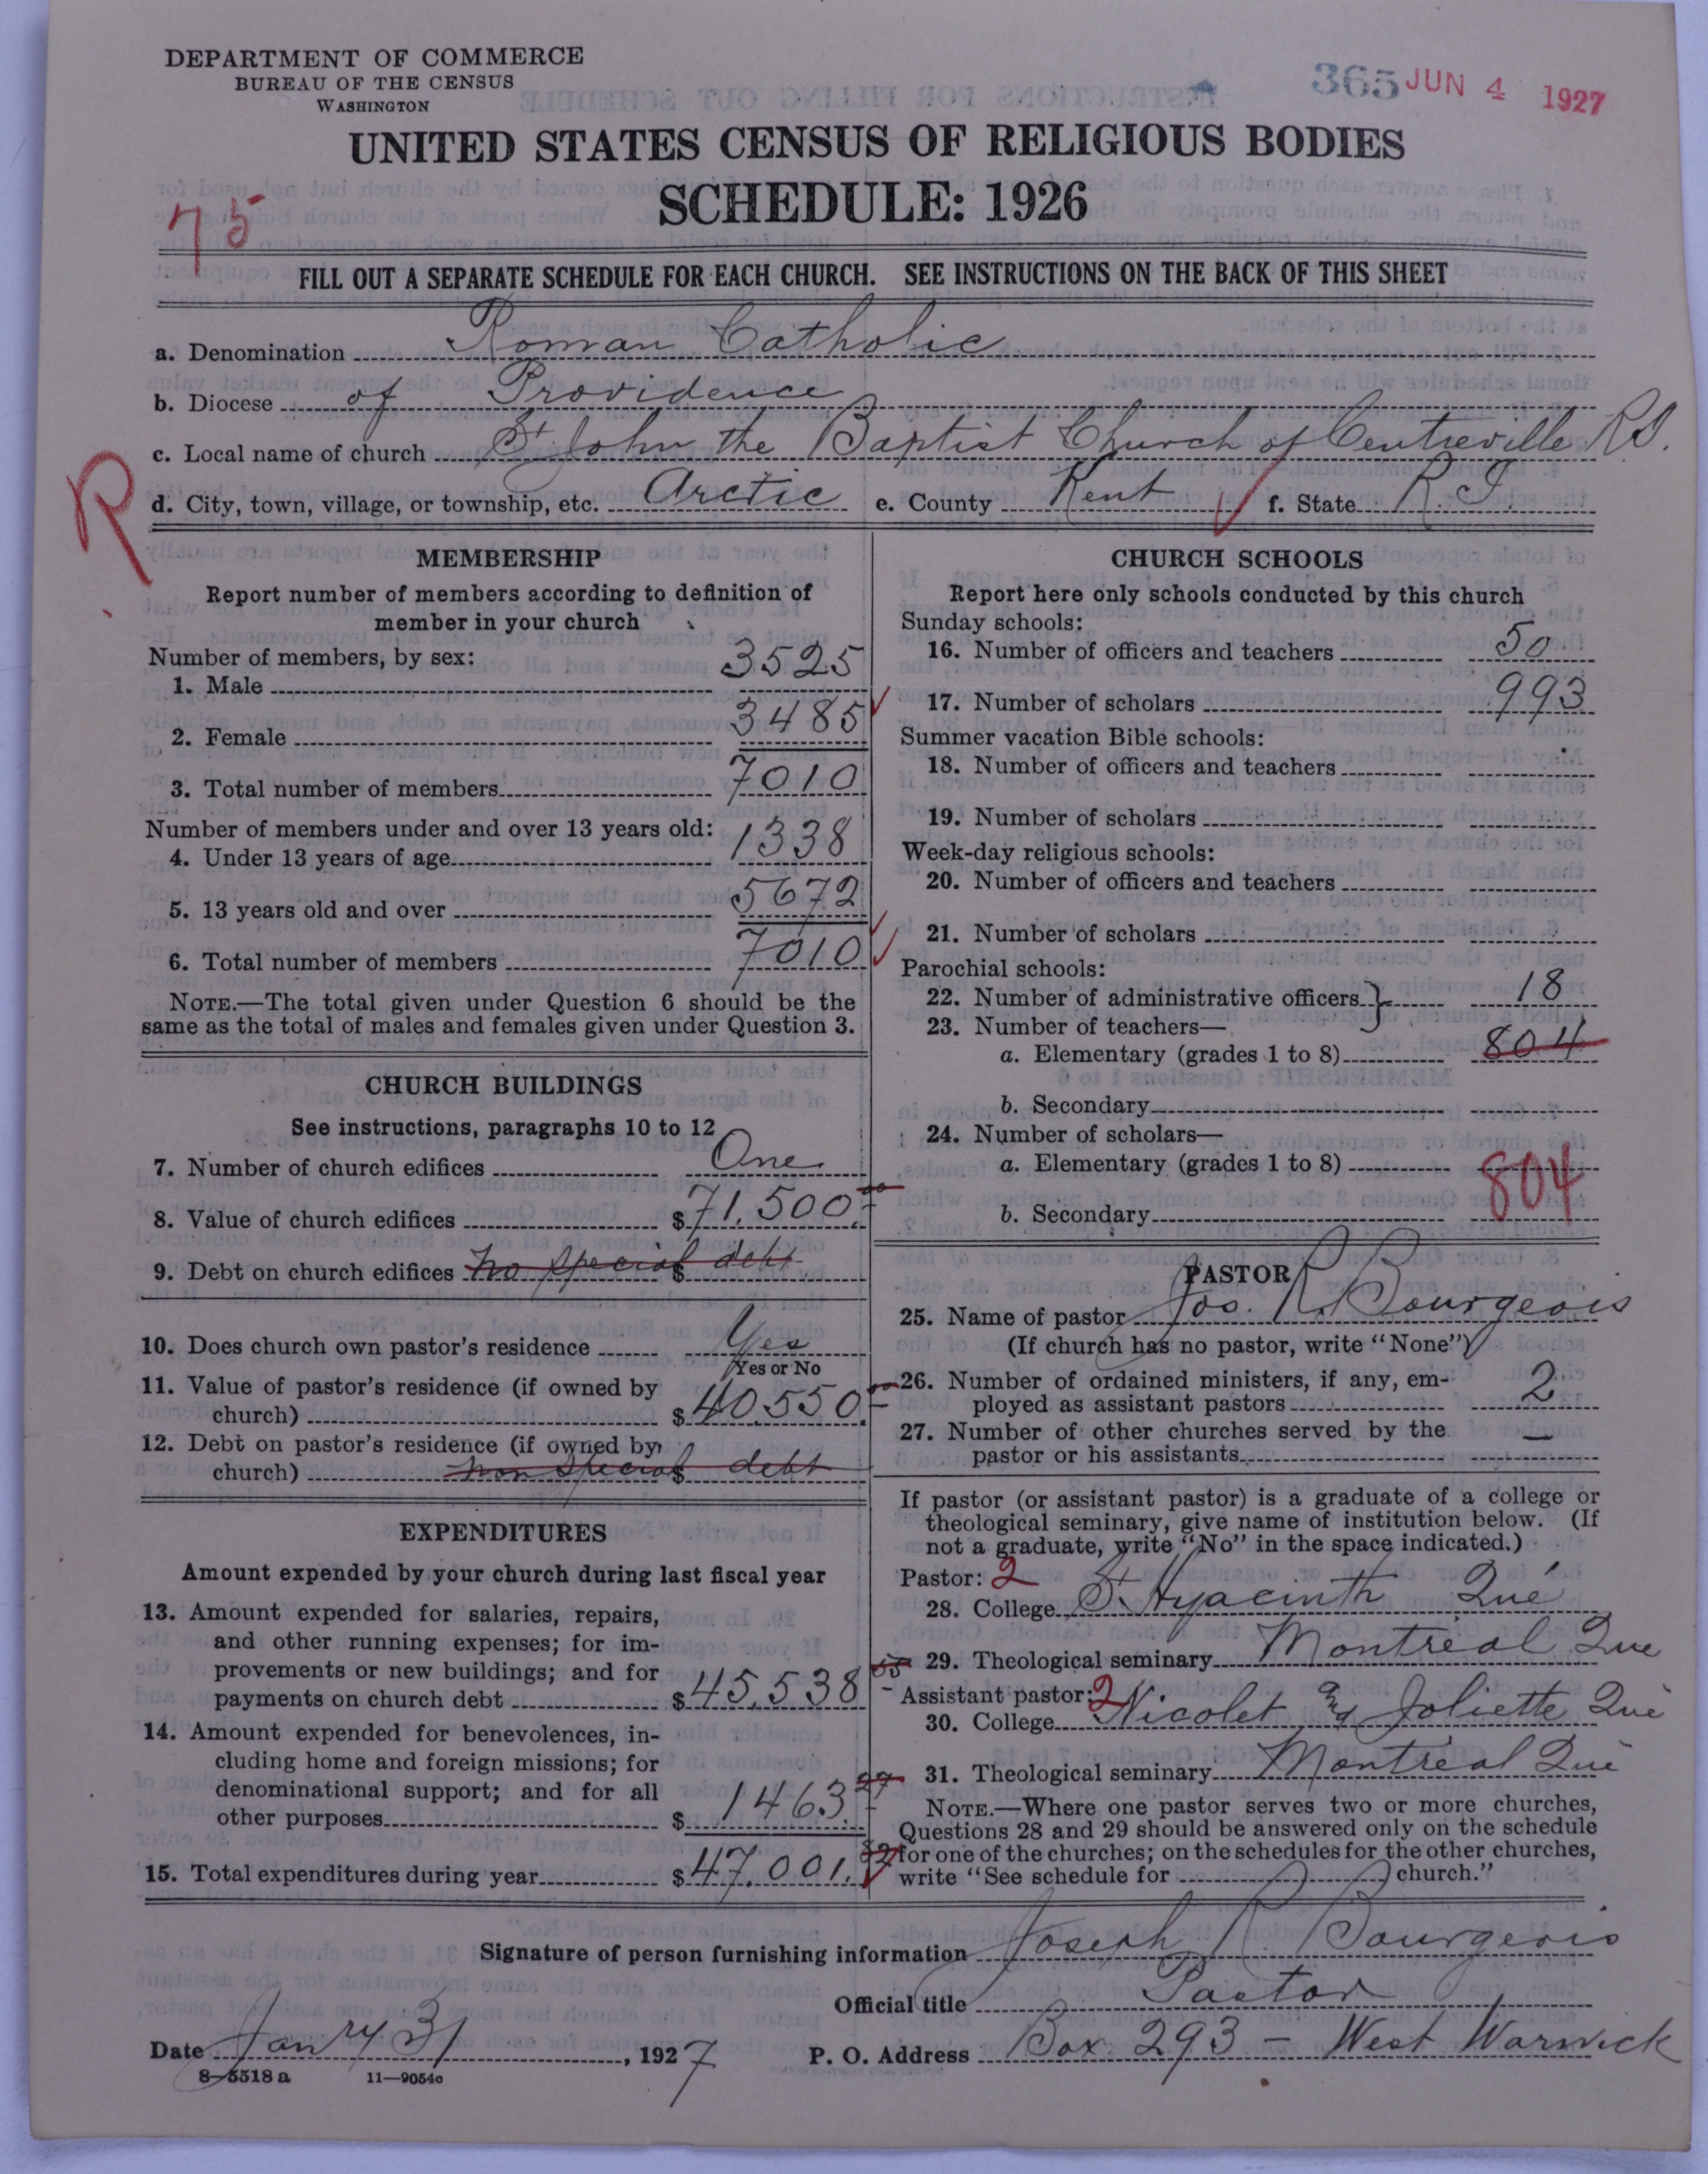 DEPARTMENT OF COMMERCE
BUREAU OF THE CENSUS
WASHINGTON
365 JUN 4 1927
UNITED STATES CENSUS OF RELIGIOUS BODIES
SCHEDULE: 1926
75
FILL OUT A SEPARATE SCHEDULE FOR EACH CHURCH. SEE INSTRUCTIONS ON THE BACK OF THIS SHEET
a. Denomination Roman Catholic
b. Diocese of Providence
c. Local name of church St John the Baptist Church of Centreville R.I.
R
d. City, town, village, or township, etc. Arctic e. County Kent f. State R.I.
MEMBERSHIP
Report number of members according to definition of
member in your church
Number of members, by sex:
1. Male 3525
2. Female 3485
3. Total number of members 7010
Number of members under and over 13 years old:
4. Under 13 years of age 1338
5. 13 years old and over 5672
6. Total number of members 7010
NOTE.—The total given under Question 6 should be the
same as the total of males and females given under Question 3.
CHURCH BUILDINGS
See instructions, paragraphs 10 to 12
7. Number of church edifices One
8. Value of church edifices $71.500.00
9. Debt on church edifices no special $ debt
10. Does church own pastor's residence Yes
Yes or No
11. Value of pastor's residence (if owned by
church) $40.550.00
12. Debt on pastor's residence (if owned by
church) non special $ debt
EXPENDITURES
Amount expended by your church during last fiscal year
13. Amount expended for salaries, repairs,
and other running expenses; for im-
provements or new buildings; and for
payments on church debt $45.538 55
14. Amount expended for benevolences, in-
cluding home and foreign missions; for
denominational support; and for all
other purposes $1463.27
15. Total expenditures during year $47.001.82
CHURCH SCHOOLS
Report here only schools conducted by this church
Sunday schools:
16. Number of officers and teachers 50
17. Number of scholars 993
Summer vacation Bible schools:
18. Number of officers and teachers
19. Number of scholars
Week-day religious schools:
20. Number of officers and teachers
21. Number of scholars
Parochial schools:
22. Number of administrative officers } 18
23. Number of teachers—
a. Elementary (grades 1 to 8) 804
b. Secondary
24. Number of scholars—
a. Elementary (grades 1 to 8) 804
b. Secondary
PASTOR
25. Name of pastor Jos. R. Bourgeois
(If church has no pastor, write "None")
26. Number of ordained ministers, if any, em-
ployed as assistant pastors 2
27. Number of other churches served by the
pastor or his assistants —
If pastor (or assistant pastor) is a graduate of a college or
theological seminary, give name of institution below. (If
not a graduate, write "No" in the space indicated.)
Pastor: 2
28. College St. Hyacinth Qué
29. Theological seminary Montreal Que
Assistant pastor: 2
30. College Nicolet and Joliette Qué
31. Theological seminary Montréal Qué
NOTE.—Where one pastor serves two or more churches,
Questions 28 and 29 should be answered only on the schedule
for one of the churches; on the schedules for the other churches,
write "See schedule for church."
Signature of person furnishing information Joseph R. Bourgeois
Official title Pastor
Date Janry 31, 1927 P. O. Address Box 293 - West Warwick
8-5518 a 11-9054c